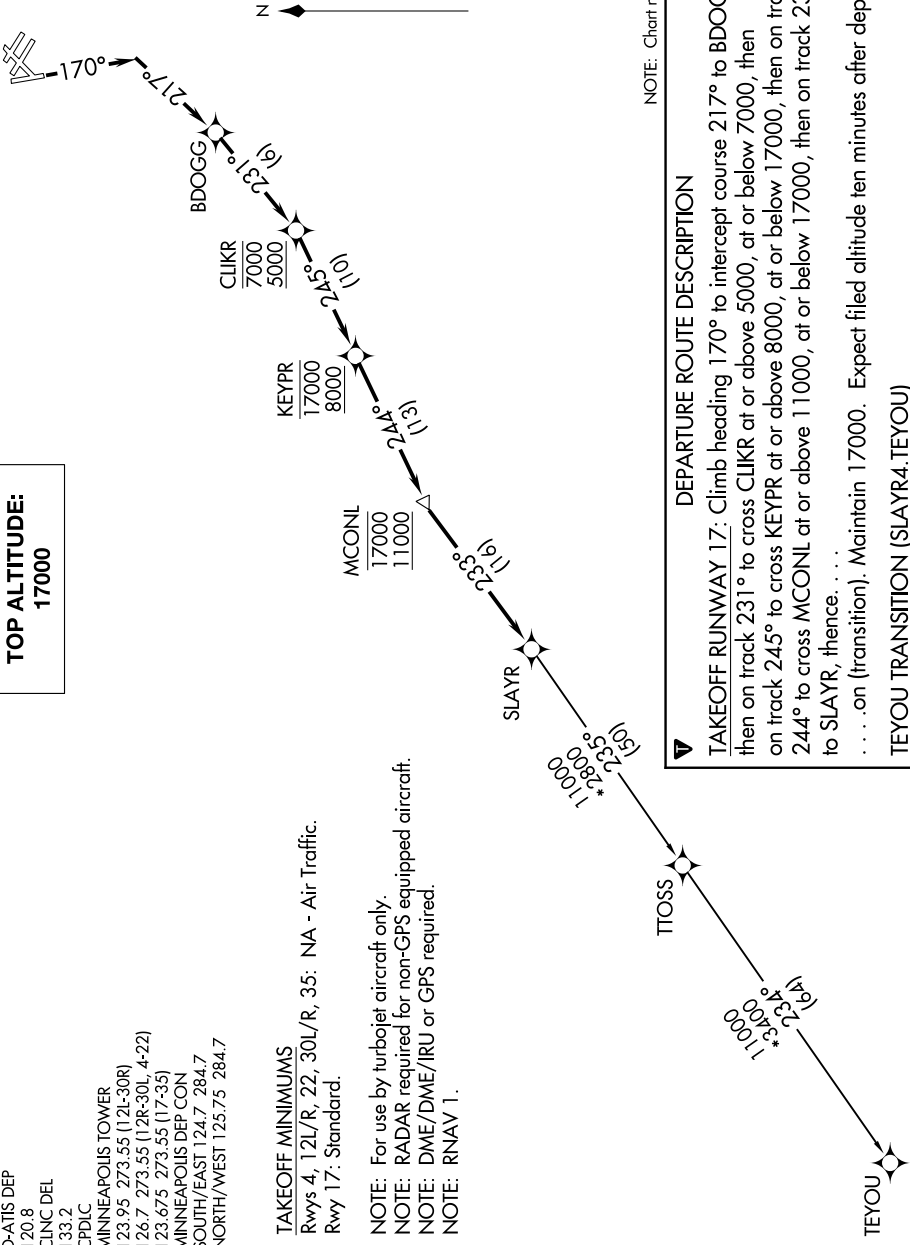 D-ATIS DEP
120.8
CLNC DEL
133.2
CPDLC
MINNEAPOLIS TOWER
123.95 273.55 (12L-30R)
126.7 273.55 (12R-30L, 4-22)
123.675 273.55 (17-35)
MINNEAPOLIS DEP CON
SOUTH/EAST 124.7 284.7
NORTH/WEST 125.75 284.7
TOP ALTITUDE:
17000
TAKEOFF MINIMUMS
Rwys 4, 12L/R, 22, 30L/R, 35: NA - Air Traffic.
Rwy 17: Standard.
NOTE: For use by turbojet aircraft only.
NOTE: RADAR required for non-GPS equipped aircraft.
NOTE: DME/DME/IRU or GPS required.
NOTE: RNAV 1.
N
170°
217°
BDOGG
231°
(6)
CLIKR
7000
5000
245°
(10)
KEYPR
17000
8000
244°
(13)
MCONL
17000
11000
233°
(16)
SLAYR
11000
*2800
235°
(50)
TTOSS
11000
*3400
234°
(64)
TEYOU
NOTE: Chart
DEPARTURE ROUTE DESCRIPTION
T
TAKEOFF RUNWAY 17: Climb heading 170° to intercept course 217° to BDOG
then on track 231° to cross CLIKR at or above 5000, at or below 7000, then
on track 245° to cross KEYPR at or above 8000, at or below 17000, then on tra
244° to cross MCONL at or above 11000, at or below 17000, then on track 23
to SLAYR, thence. . . .
. . . .on (transition). Maintain 17000. Expect filed altitude ten minutes after dep
TEYOU TRANSITION (SLAYR4.TEYOU)